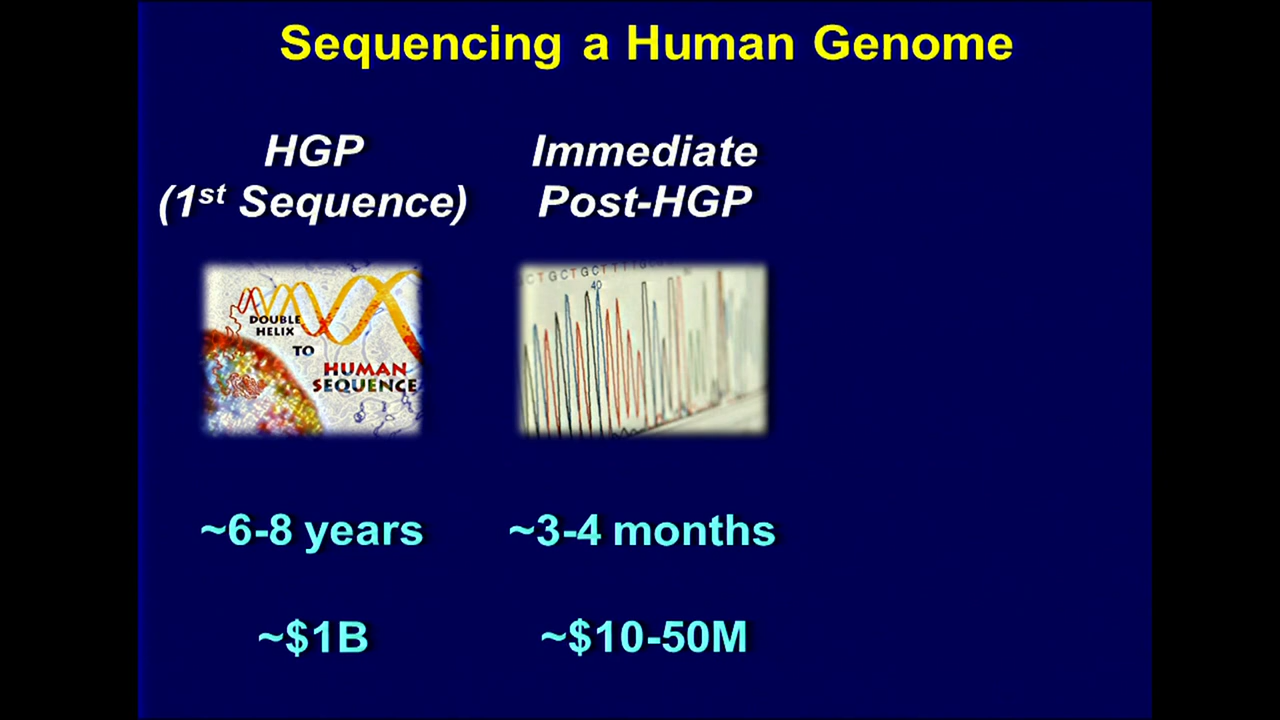 Sequencing a Human Genome
HGP
(1st Sequence)
Immediate
Post-HGP
DOUBLE
HELIX
TO
HUMAN
SEQUENCE
40
~6-8 years
~3-4 months
~$1B
~$10-50M